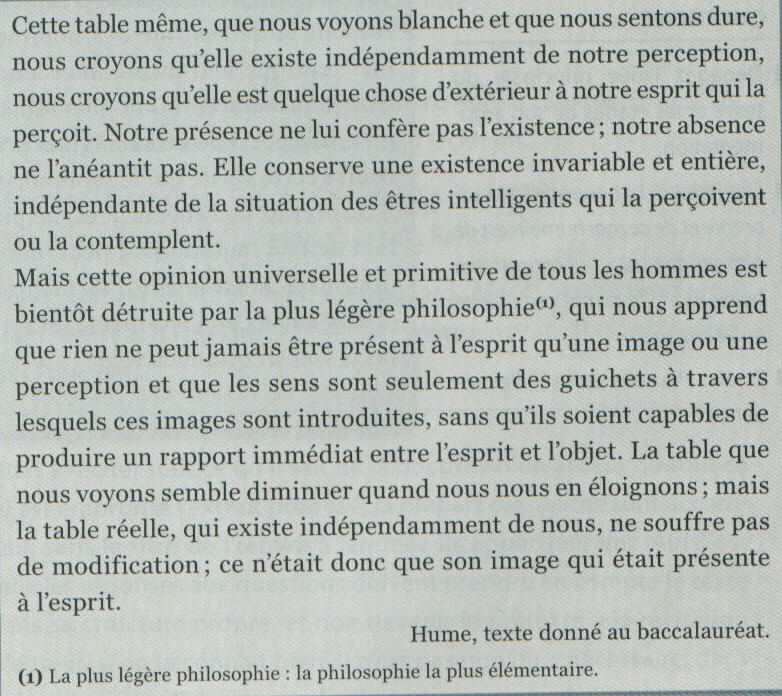 Cette table même, que nous voyons blanche et que nous sentons dure,
nous croyons qu'elle existe indépendamment de notre perception,
nous croyons qu'elle est quelque chose d'extérieur à notre esprit qui la
perçoit. Notre présence ne lui confère pas l'existence ; notre absence
ne l'anéantit pas. Elle conserve une existence invariable et entière,
indépendante de la situation des êtres intelligents qui la perçoivent
ou la contemplent.
Mais cette opinion universelle et primitive de tous les hommes est
bientôt détruite par la plus légère philosophie(1), qui nous apprend
que rien ne peut jamais être présent à l'esprit qu'une image ou une
perception et que les sens sont seulement des guichets à travers
lesquels ces images sont introduites, sans qu'ils soient capables de
produire un rapport immédiat entre l'esprit et l'objet. La table que
nous voyons semble diminuer quand nous nous en éloignons ; mais
la table réelle, qui existe indépendamment de nous, ne souffre pas
de modification ; ce n'était donc que son image qui était présente
à l'esprit.
Hume, texte donné au baccalauréat.
(1) La plus légère philosophie : la philosophie la plus élémentaire.